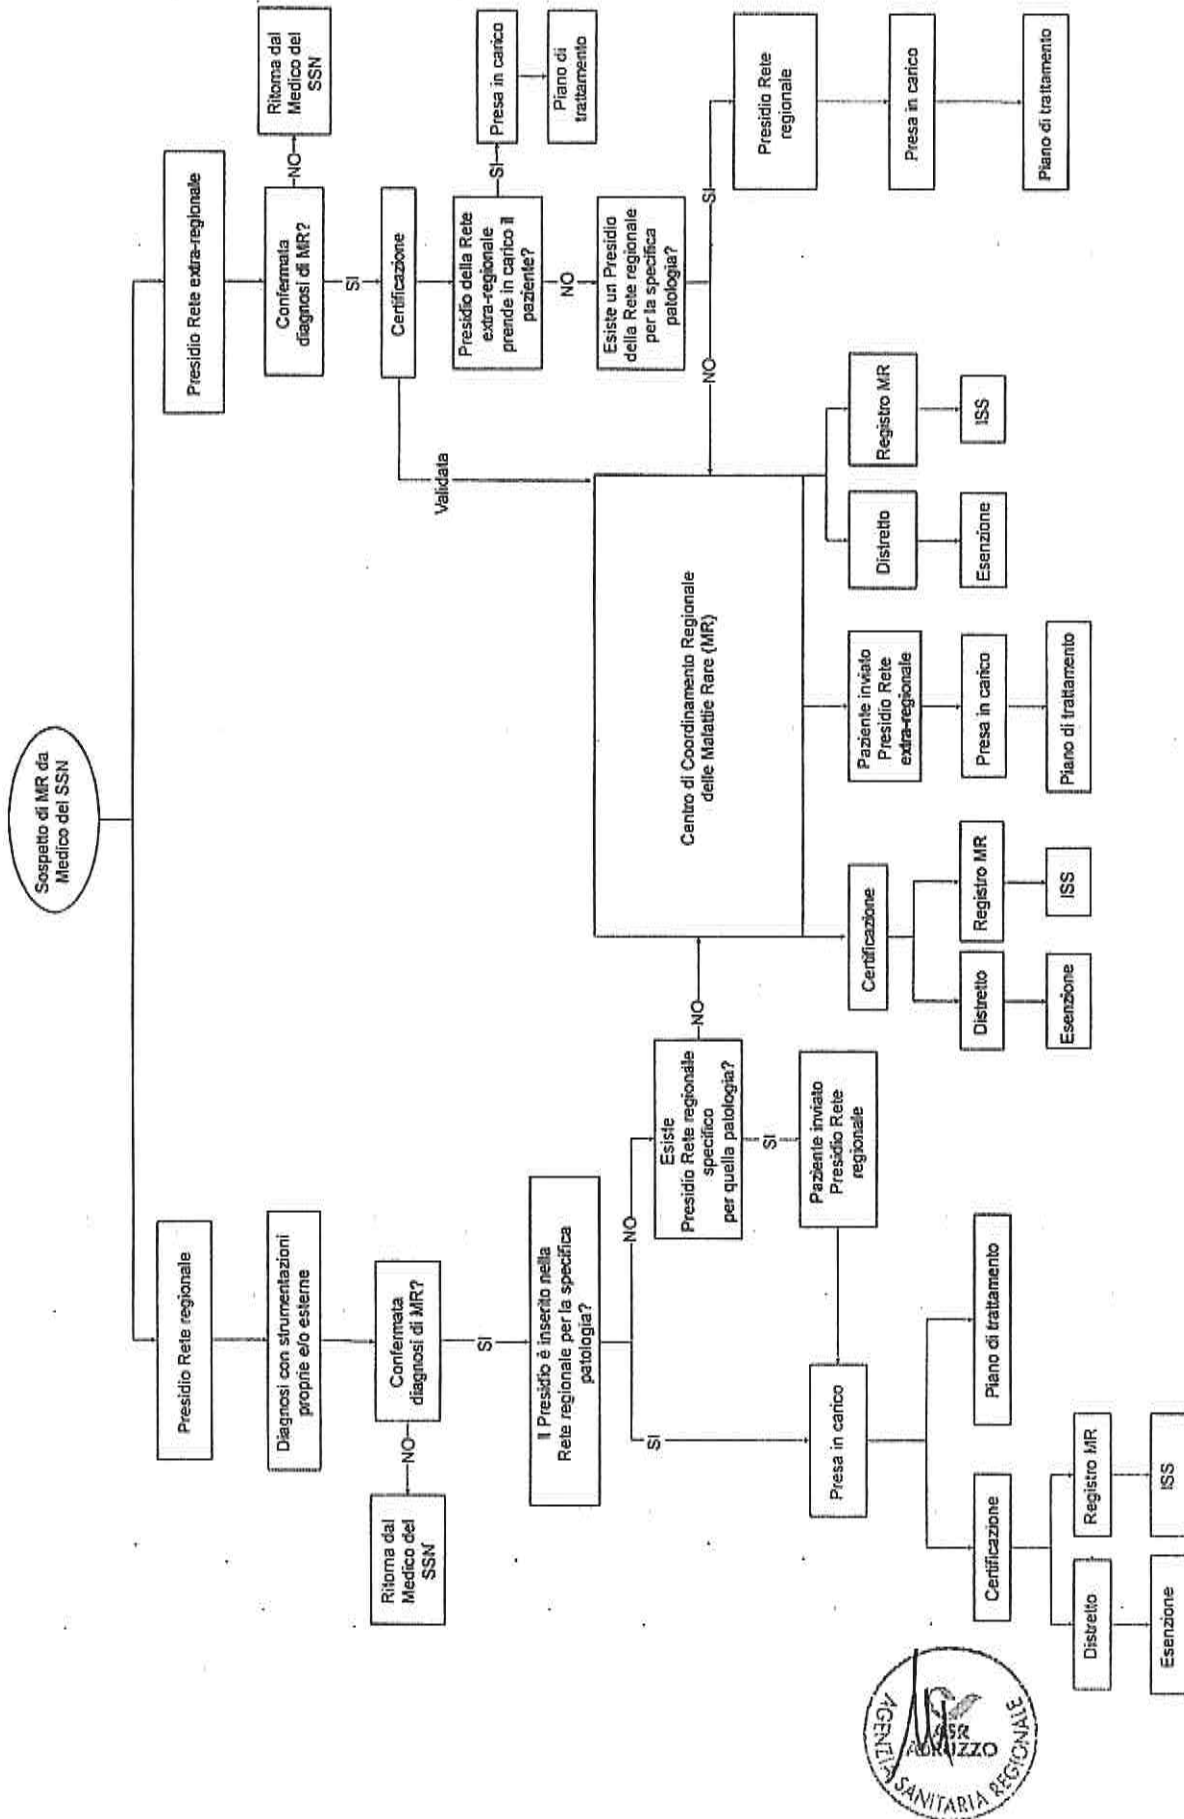 Sospetto di MR da
Medico del SSN
Presidio Rete regionale
Diagnosi con strumentazioni
proprie e/o esterne
Confermata
diagnosi di MR?
NO
Ritorna dal
Medico del
SSN
SI
Il Presidio è inserito nella
Rete regionale per la specifica
patologia?
NO
SI
Esiste
Presidio Rete regionale
specifico
per quella patologia?
NO
SI
Paziente inviato
Presidio Rete
regionale
Presa in carico
Certificazione
Piano di trattamento
Distretto
Registro MR
Esenzione
ISS
Presidio Rete extra-regionale
Confermata
diagnosi di MR?
NO
Ritorna dal
Medico del
SSN
SI
Certificazione
Validata
Presidio della Rete
extra-regionale
prende in carico il
paziente?
SI
Presa in carico
Piano di
trattamento
NO
Esiste un Presidio
della Rete regionale
per la specifica
patologia?
NO
SI
Presidio Rete
regionale
Presa in carico
Piano di trattamento
Centro di Coordinamento Regionale
delle Malattie Rare (MR)
Certificazione
Distretto
Registro MR
Esenzione
ISS
Paziente inviato
Presidio Rete
extra-regionale
Presa in carico
Piano di trattamento
Distretto
Registro MR
Esenzione
ISS
AGENZIA SANITARIA REGIONALE
ASR
ABRUZZO